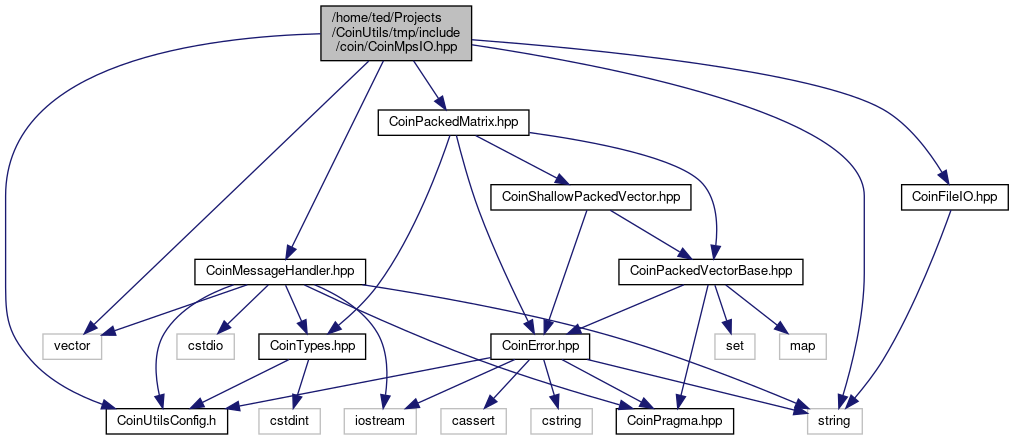 /home/ted/Projects
/CoinUtils/tmp/include
/coin/CoinMpsIO.hpp
CoinPackedMatrix.hpp
CoinShallowPackedVector.hpp
CoinFileIO.hpp
CoinMessageHandler.hpp
CoinPackedVectorBase.hpp
vector
cstdio
CoinTypes.hpp
CoinError.hpp
set
map
CoinUtilsConfig.h
cstdint
iostream
cassert
cstring
CoinPragma.hpp
string